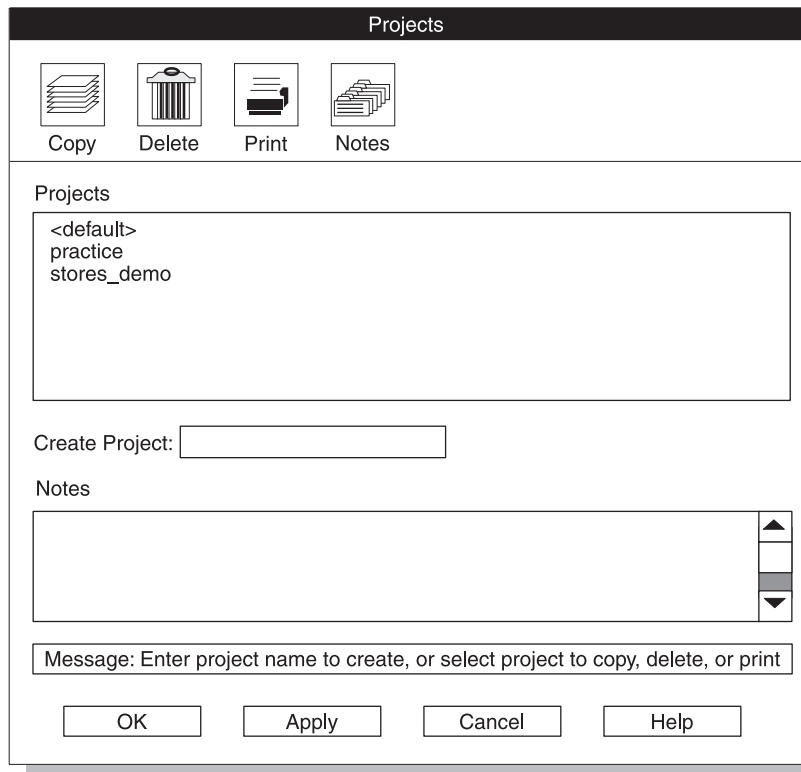 Projects
Copy Delete Print Notes
Projects
<default>
practice
stores_demo
Create Project:
Notes
Message: Enter project name to create, or select project to copy, delete, or print
OK Apply Cancel Help